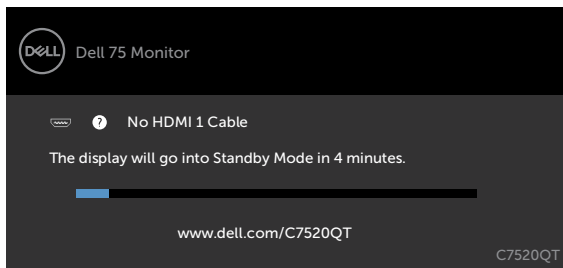 DELL Dell 75 Monitor
? No HDMI 1 Cable
The display will go into Standby Mode in 4 minutes.
www.dell.com/C7520QT
C7520QT